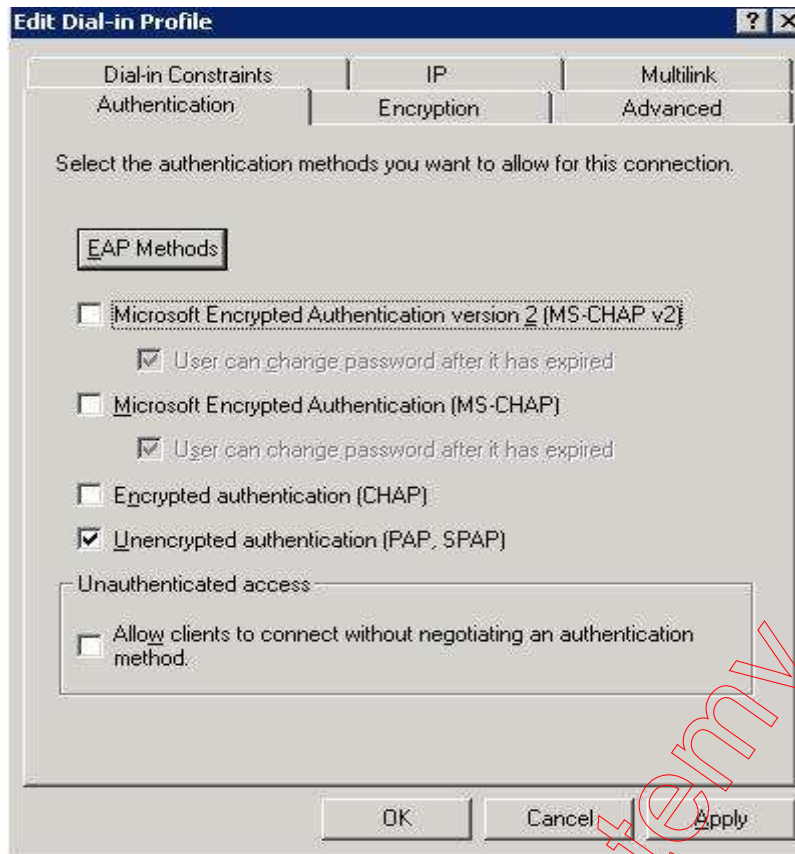 Edit Dial-in Profile
Dial-in Constraints
IP
Multilink
Authentication
Encryption
Advanced
Select the authentication methods you want to allow for this connection.
EAP Methods
Microsoft Encrypted Authentication version 2 (MS-CHAP v2)
User can change password after it has expired
Microsoft Encrypted Authentication (MS-CHAP)
User can change password after it has expired
Encrypted authentication (CHAP)
Unencrypted authentication (PAP, SPAP)
Unauthenticated access
Allow clients to connect without negotiating an authentication
method.
OK
Cancel
Apply